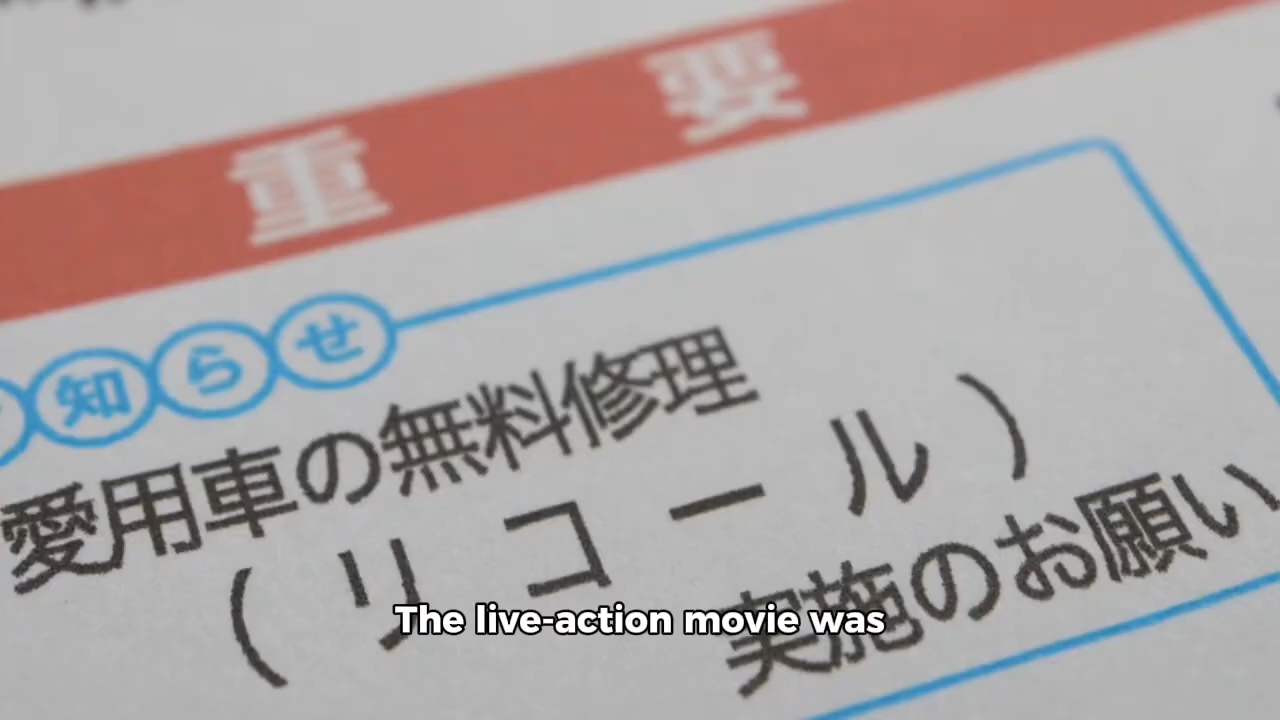 重要
知らせ
愛用車の無料修理
(リコール)
実施のお願い
The live-action movie was